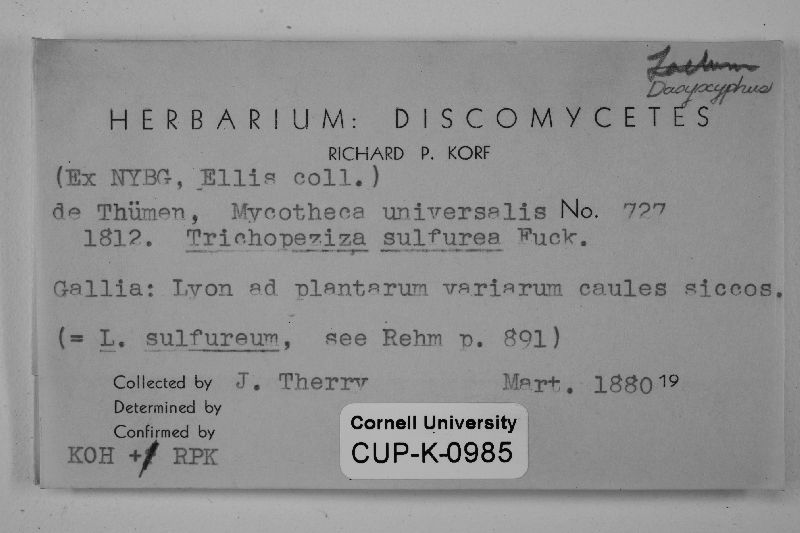 Dasyscyphus
HERBARIUM: DISCOMYCETES
RICHARD P. KORF
(Ex NYBG, Ellis coll.)
de Thümen, Mycotheca universalis No. 727
1812. Trichopeziza sulfurea Fuck.
Gallia: Lyon ad plantarum variarum caules siccos.
(= L. sulfureum, see Rehm p. 891)
Collected by J. Therry Mart. 1880 19
Determined by
Confirmed by
KOH + RPK
Cornell University
CUP-K-0985